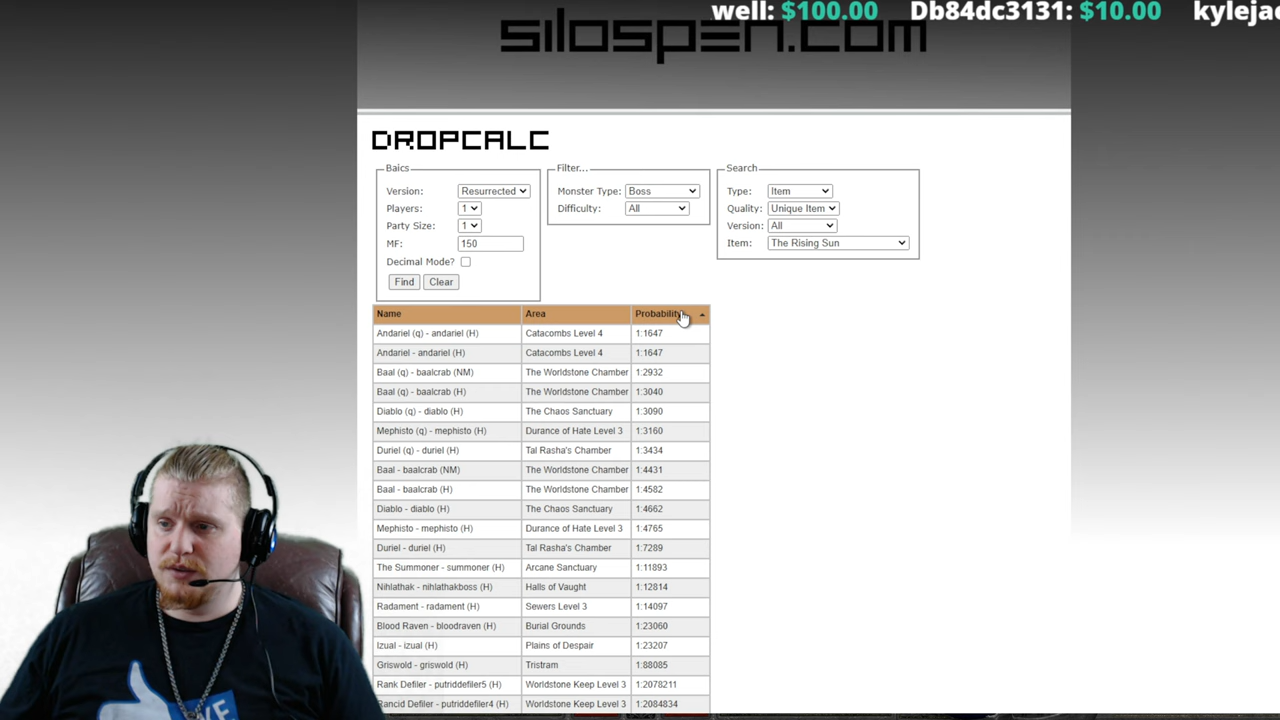 well: $100.00 Db84dc3131: $10.00 kylejac
silospen.com
DROPCALC
Baics
Version: Resurrected
Players: 1
Party Size: 1
MF: 150
Decimal Mode?
Find Clear
Filter...
Monster Type: Boss
Difficulty: All
Search
Type: Item
Quality: Unique Item
Version: All
Item: The Rising Sun
Name Area Probability
Andariel (q) - andariel (H) Catacombs Level 4 1:1647
Andariel - andariel (H) Catacombs Level 4 1:1647
Baal (q) - baalcrab (NM) The Worldstone Chamber 1:2932
Baal (q) - baalcrab (H) The Worldstone Chamber 1:3040
Diablo (q) - diablo (H) The Chaos Sanctuary 1:3090
Mephisto (q) - mephisto (H) Durance of Hate Level 3 1:3160
Duriel (q) - duriel (H) Tal Rasha's Chamber 1:3434
Baal - baalcrab (NM) The Worldstone Chamber 1:4431
Baal - baalcrab (H) The Worldstone Chamber 1:4582
Diablo - diablo (H) The Chaos Sanctuary 1:4662
Mephisto - mephisto (H) Durance of Hate Level 3 1:4765
Duriel - duriel (H) Tal Rasha's Chamber 1:7289
The Summoner - summoner (H) Arcane Sanctuary 1:11893
Nihlathak - nihlathakboss (H) Halls of Vaught 1:12814
Radament - radament (H) Sewers Level 3 1:14097
Blood Raven - bloodraven (H) Burial Grounds 1:23060
Izual - izual (H) Plains of Despair 1:23207
Griswold - griswold (H) Tristram 1:88085
Rank Defiler - putriddefiler5 (H) Worldstone Keep Level 3 1:2078211
Rancid Defiler - putriddefiler4 (H) Worldstone Keep Level 3 1:2084834